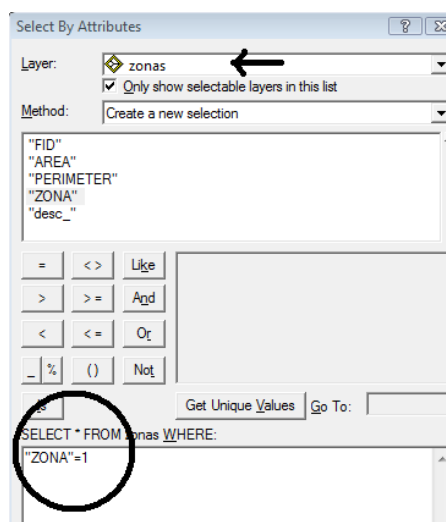 Select By Attributes
Layer: zonas
Only show selectable layers in this list
Method: Create a new selection
"FID"
"AREA"
"PERIMETER"
"ZONA"
"desc_"
= < > Like
> > = And
< < = Or
_ % ( ) Not
Is Get Unique Values Go To:
SELECT * FROM zonas WHERE:
"ZONA"=1